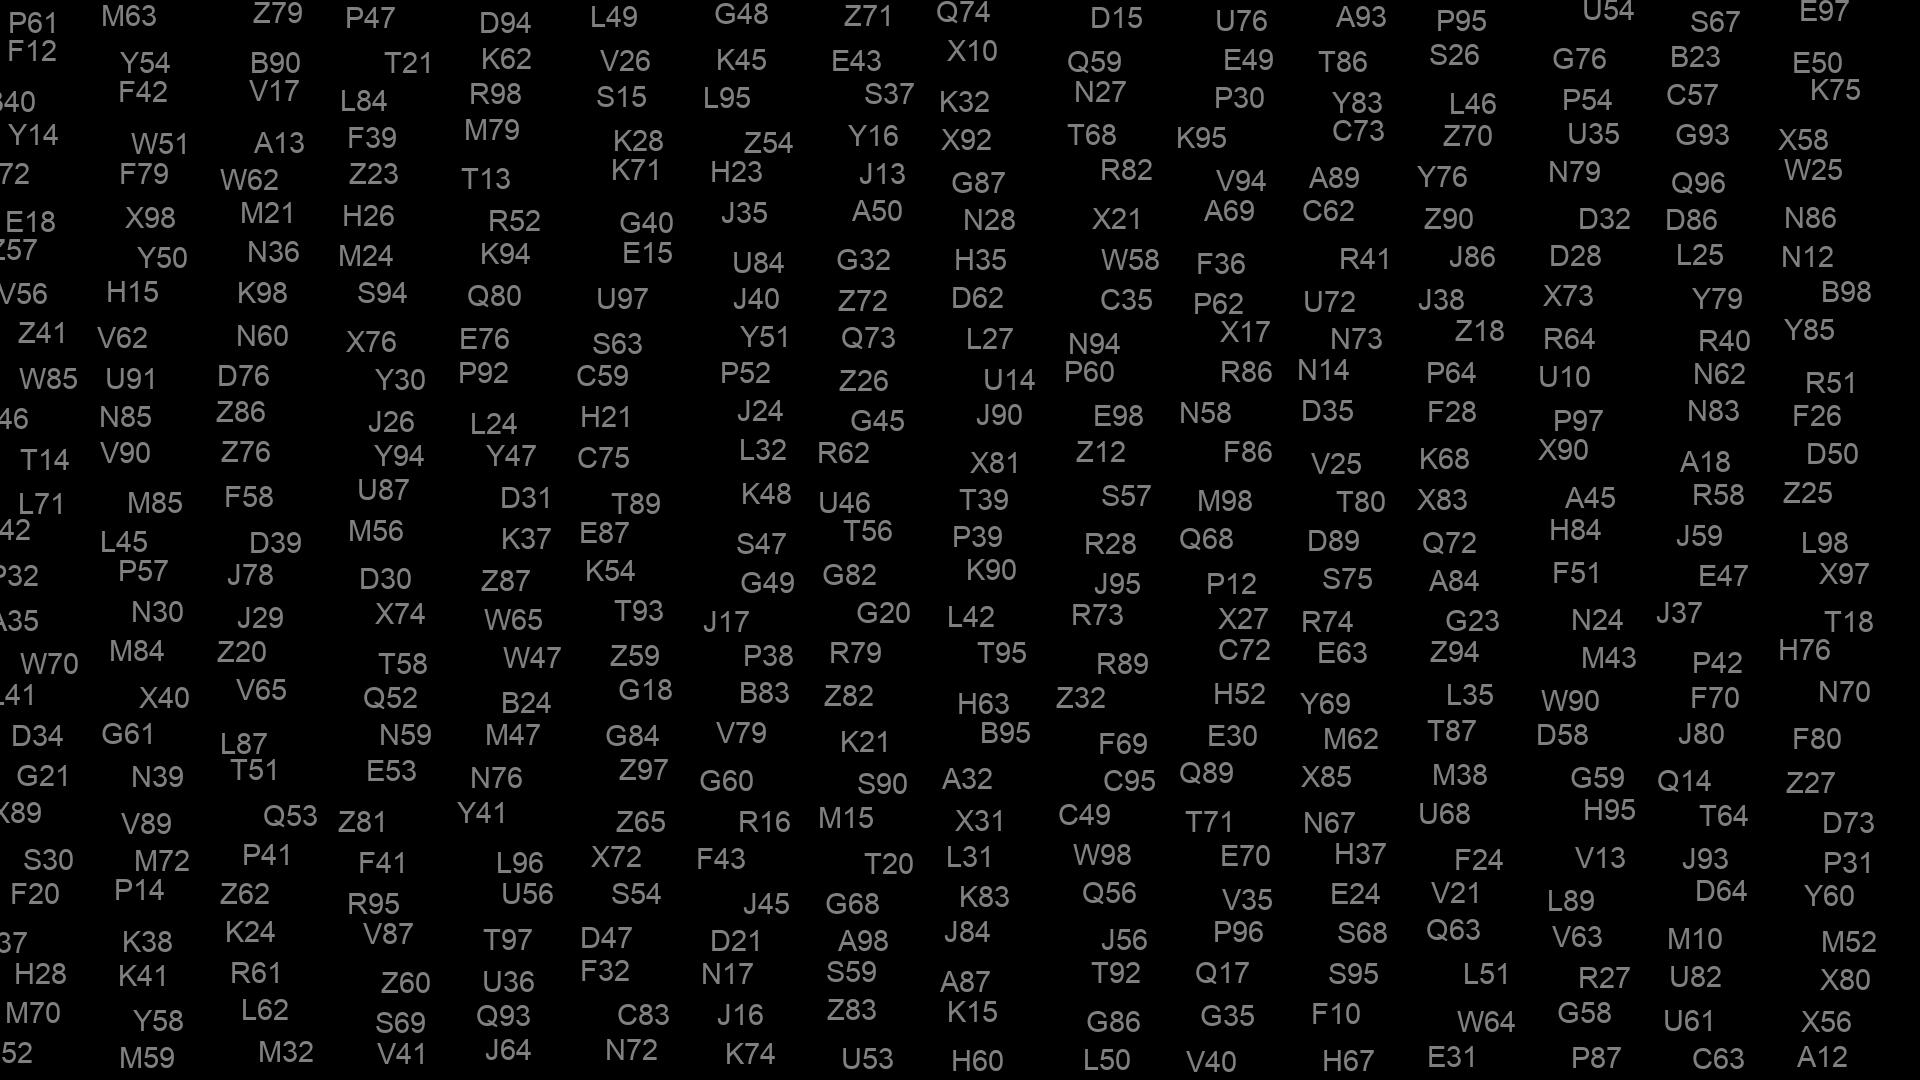 P61 M63 Z79 P47 D94 L49 G48 Z71 Q74 D15 U76 A93 P95 U54 S67 E97
F12 Y54 B90 T21 K62 V26 K45 E43 X10 Q59 E49 T86 S26 G76 B23 E50
F42 V17 L84 R98 S15 L95 S37 K32 N27 P30 Y83 L46 P54 C57 K75
Y14 W51 A13 F39 M79 K28 Z54 Y16 X92 T68 K95 C73 Z70 U35 G93 X58
72 F79 W62 Z23 T13 K71 H23 J13 G87 R82 V94 A89 Y76 N79 Q96 W25
E18 X98 M21 H26 R52 G40 J35 A50 N28 X21 A69 C62 Z90 D32 D86 N86
Z57 Y50 N36 M24 K94 E15 U84 G32 H35 W58 F36 R41 J86 D28 L25 N12
V56 H15 K98 S94 Q80 U97 J40 Z72 D62 C35 P62 U72 J38 X73 Y79 B98
Z41 V62 N60 X76 E76 S63 Y51 Q73 L27 N94 X17 N73 Z18 R64 R40 Y85
W85 U91 D76 Y30 P92 C59 P52 Z26 U14 P60 R86 N14 P64 U10 N62 R51
46 N85 Z86 J26 L24 H21 J24 G45 J90 E98 N58 D35 F28 P97 N83 F26
T14 V90 Z76 Y94 Y47 C75 L32 R62 X81 Z12 F86 V25 K68 X90 A18 D50
L71 M85 F58 U87 D31 T89 K48 U46 T39 S57 M98 T80 X83 A45 R58 Z25
42 L45 D39 M56 K37 E87 S47 T56 P39 R28 Q68 D89 Q72 H84 J59 L98
P32 P57 J78 D30 Z87 K54 G49 G82 K90 J95 P12 S75 A84 F51 E47 X97
A35 N30 J29 X74 W65 T93 J17 G20 L42 R73 X27 R74 G23 N24 J37 T18
W70 M84 Z20 T58 W47 Z59 P38 R79 T95 R89 C72 E63 Z94 M43 P42 H76
41 X40 V65 Q52 B24 G18 B83 Z82 H63 Z32 H52 Y69 L35 W90 F70 N70
D34 G61 L87 N59 M47 G84 V79 K21 B95 F69 E30 M62 T87 D58 J80 F80
G21 N39 T51 E53 N76 Z97 G60 S90 A32 C95 Q89 X85 M38 G59 Q14 Z27
X89 V89 Q53 Z81 Y41 Z65 R16 M15 X31 C49 T71 N67 U68 H95 T64 D73
S30 M72 P41 F41 L96 X72 F43 T20 L31 W98 E70 H37 F24 V13 J93 P31
F20 P14 Z62 R95 U56 S54 J45 G68 K83 Q56 V35 E24 V21 L89 D64 Y60
37 K38 K24 V87 T97 D47 D21 A98 J84 J56 P96 S68 Q63 V63 M10 M52
H28 K41 R61 Z60 U36 F32 N17 S59 A87 T92 Q17 S95 L51 R27 U82 X80
M70 Y58 L62 S69 Q93 C83 J16 Z83 K15 G86 G35 F10 W64 G58 U61 X56
52 M59 M32 V41 J64 N72 K74 U53 H60 L50 V40 H67 E31 P87 C63 A12